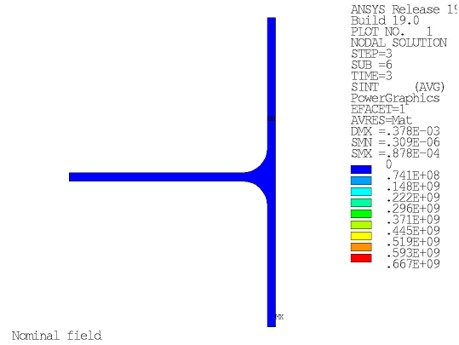 ANSYS Release 19
Build 19.0
PLOT NO. 1
NODAL SOLUTION
STEP=3
SUB =6
TIME=3
SINT (AVG)
PowerGraphics
EFACET=1
AVRES=Mat
DMX =.378E-03
SMN =.309E-06
SMX =.878E-04
0
.741E+08
.148E+09
.222E+09
.296E+09
.371E+09
.445E+09
.519E+09
.593E+09
.667E+09
MX
Nominal field